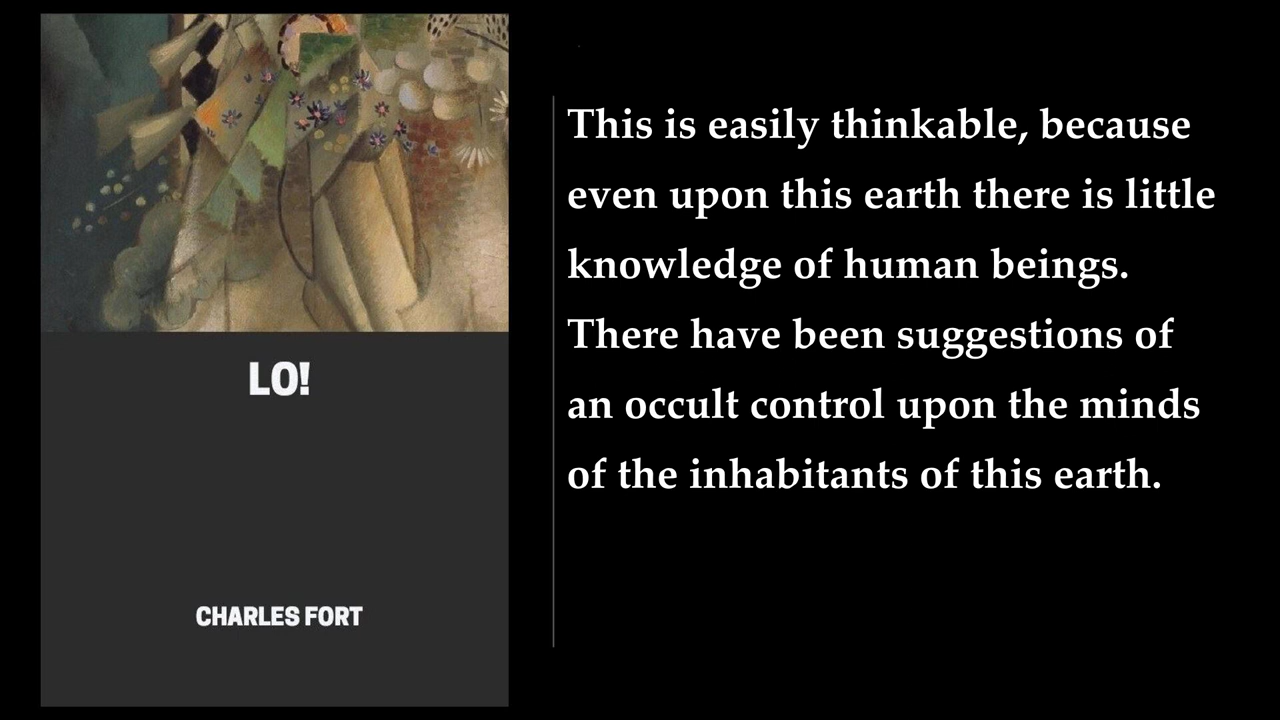 LO!
CHARLES FORT
This is easily thinkable, because
even upon this earth there is little
knowledge of human beings.
There have been suggestions of
an occult control upon the minds
of the inhabitants of this earth.